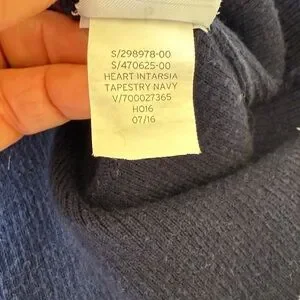 S/298978-00
S/470625-00
HEART INTARSIA
TAPESTRY NAVY
V/700027365
HO16
07/16